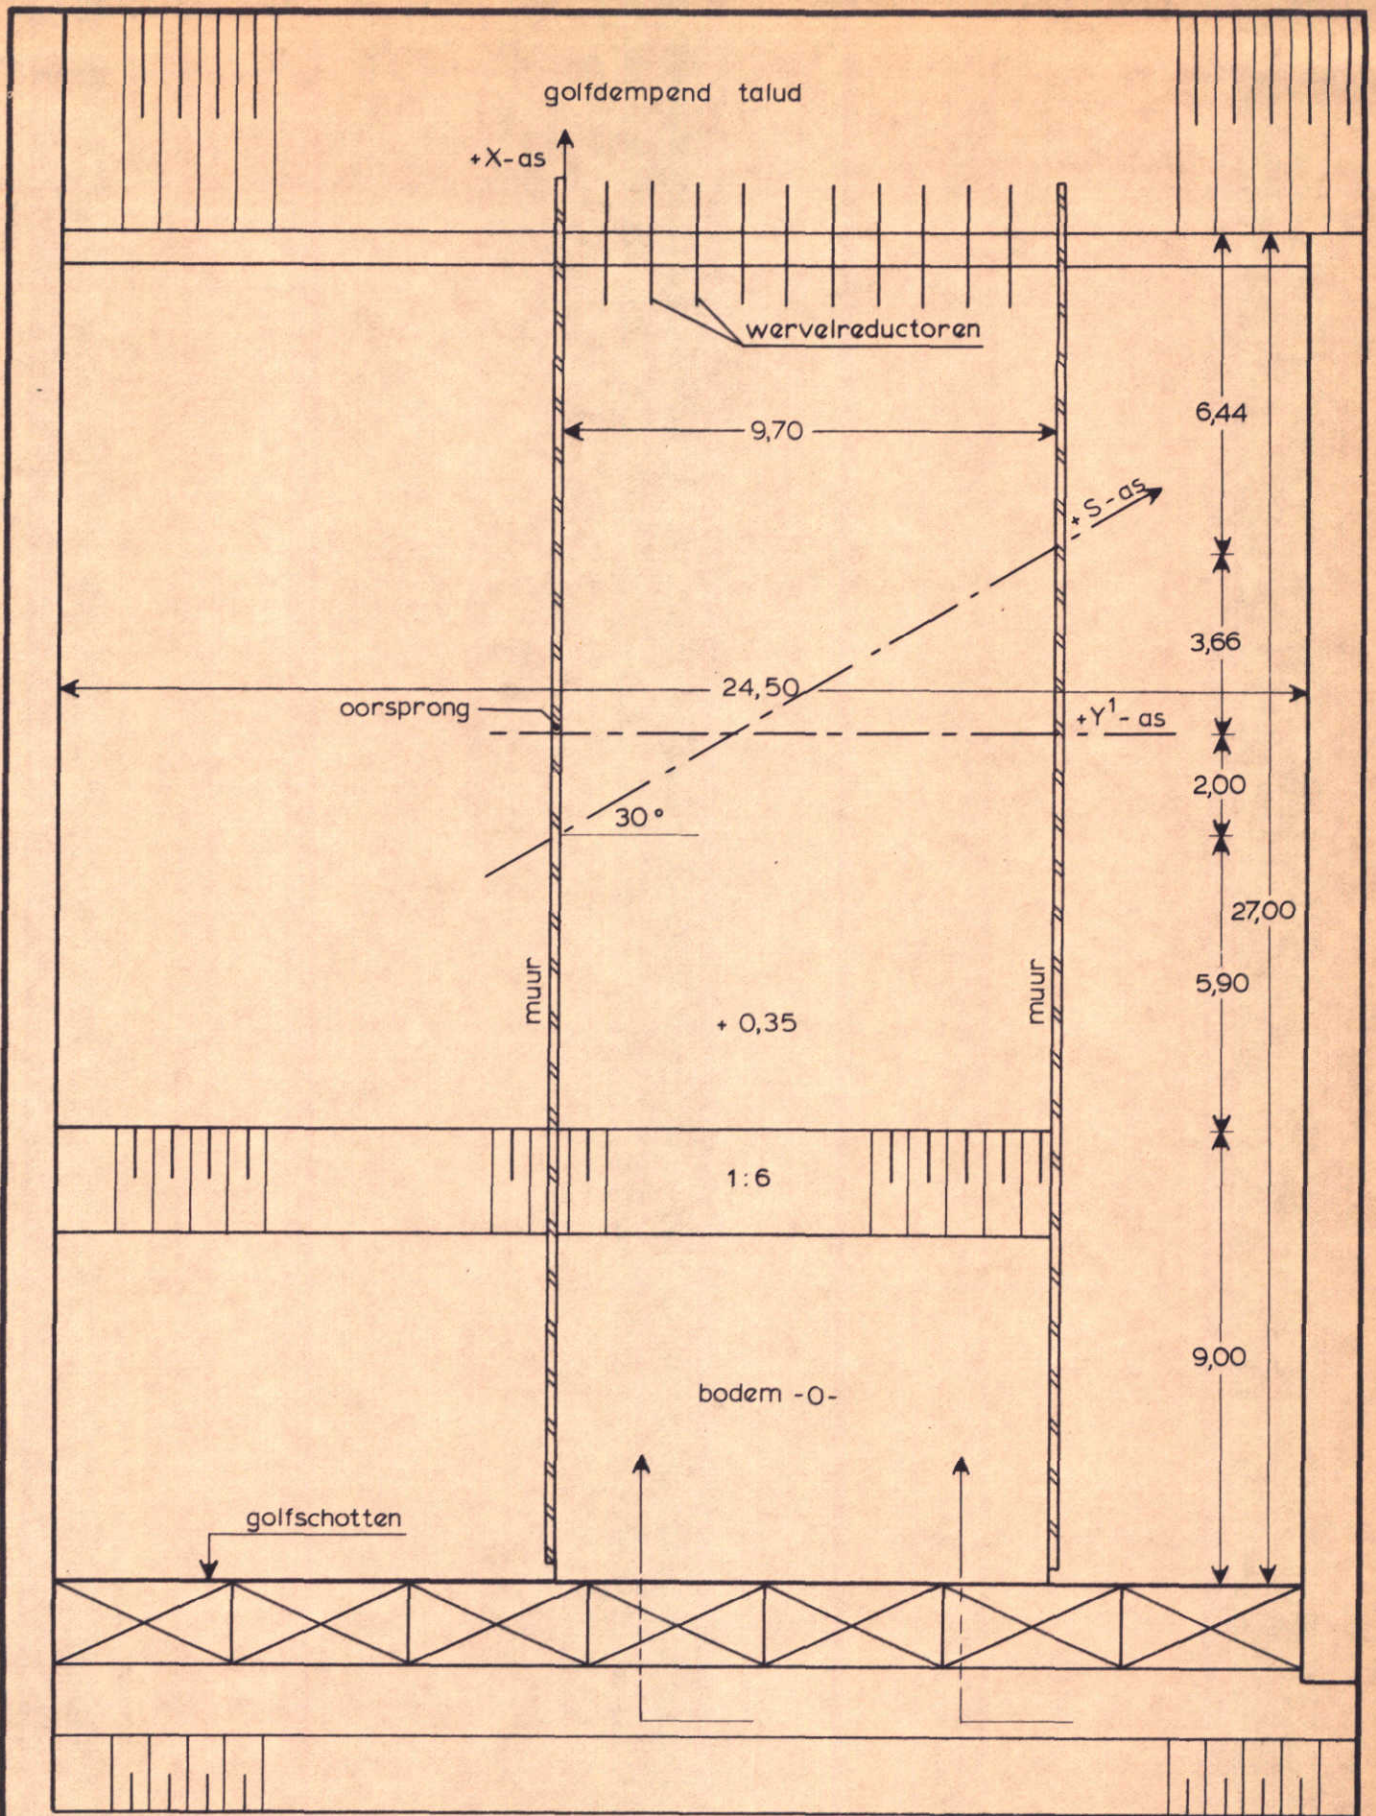 golfdempend talud
+X-as
wervelreductoren
6,44
9,70
+ S-as
3,66
24,50
oorsprong
+Y¹-as
2,00
30°
27,00
muur
muur
5,90
+ 0,35
1:6
9,00
bodem -0-
golfschotten